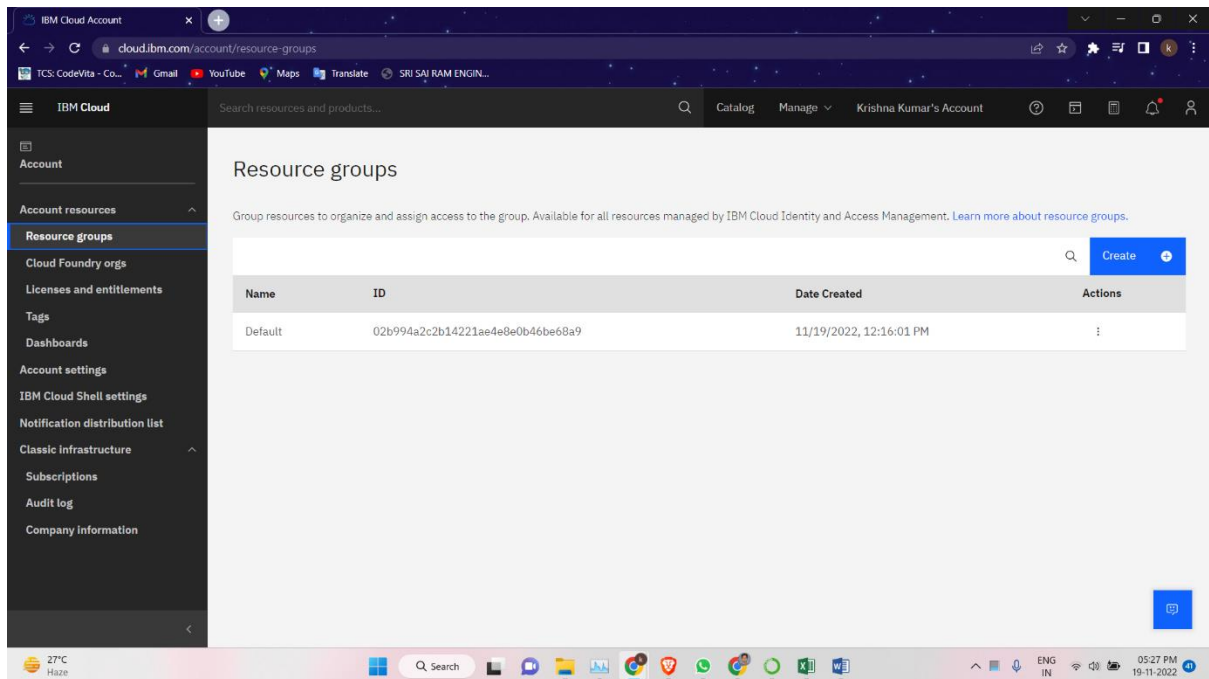 IBM Cloud Account
cloud.ibm.com/account/resource-groups
TCS: CodeVita - Co... Gmail YouTube Maps Translate SRI SAI RAM ENGIN...
IBM Cloud Search resources and products... Catalog Manage Krishna Kumar's Account
Account
Account resources
Resource groups
Cloud Foundry orgs
Licenses and entitlements
Tags
Dashboards
Account settings
IBM Cloud Shell settings
Notification distribution list
Classic infrastructure
Subscriptions
Audit log
Company information
Resource groups
Group resources to organize and assign access to the group. Available for all resources managed by IBM Cloud Identity and Access Management. Learn more about resource groups.
Create
Name ID Date Created Actions
Default 02b994a2c2b14221ae4e8e0b46be68a9 11/19/2022, 12:16:01 PM
27°C
Haze
Search
ENG
IN
05:27 PM
19-11-2022
41